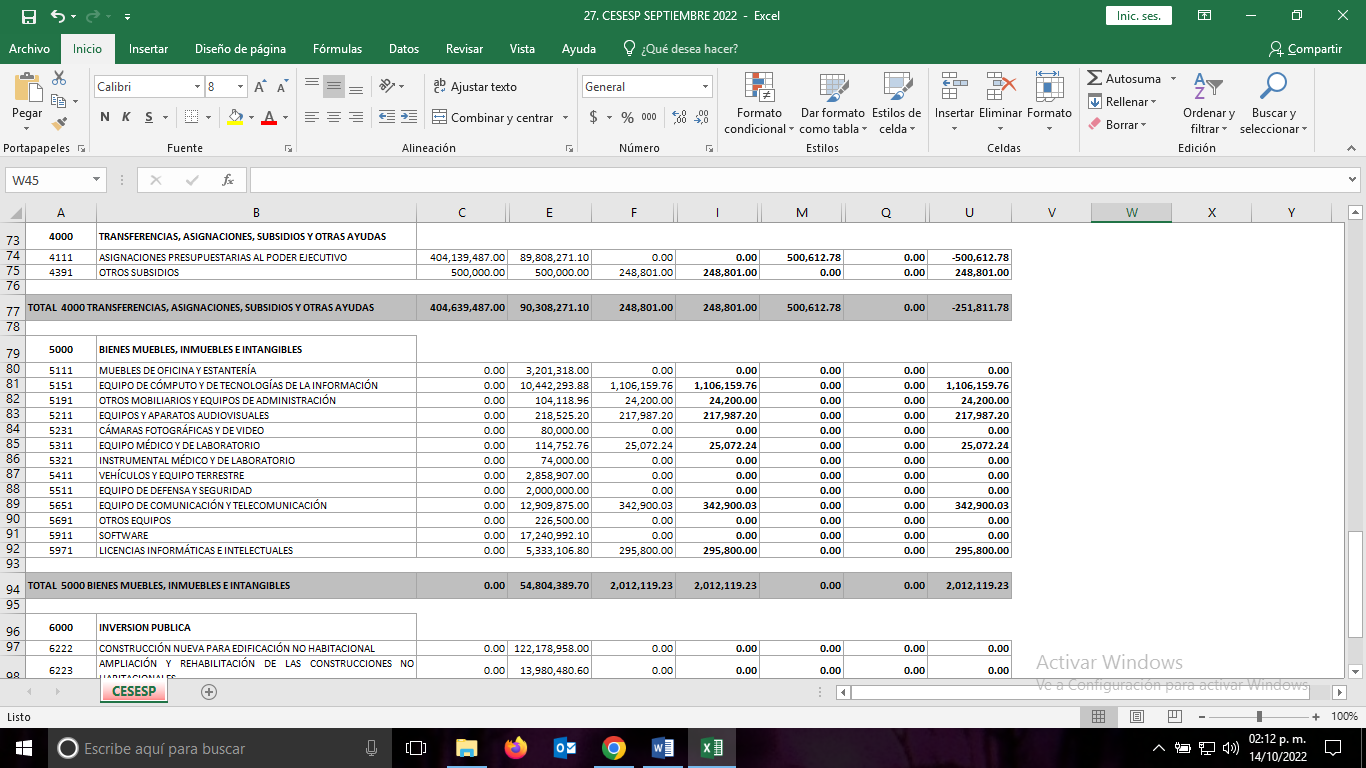 27. CESESP SEPTIEMBRE 2022 - Excel
Inic. ses.
Archivo Inicio Insertar Diseño de página Fórmulas Datos Revisar Vista Ayuda ¿Qué desea hacer? Compartir
Pegar
Calibri 8
N K S
Ajustar texto
Combinar y centrar
General
$ % 000
Formato condicional
Dar formato como tabla
Estilos de celda
Insertar Eliminar Formato
Autosuma
Rellenar
Borrar
Ordenar y filtrar
Buscar y seleccionar
Portapapeles Fuente Alineación Número Estilos Celdas Edición
W45 fx
A B C E F I M Q U V W X Y
73 4000 TRANSFERENCIAS, ASIGNACIONES, SUBSIDIOS Y OTRAS AYUDAS
74 4111 ASIGNACIONES PRESUPUESTARIAS AL PODER EJECUTIVO 404,139,487.00 89,808,271.10 0.00 0.00 500,612.78 0.00 -500,612.78
75 4391 OTROS SUBSIDIOS 500,000.00 500,000.00 248,801.00 248,801.00 0.00 0.00 248,801.00
76
77 TOTAL 4000 TRANSFERENCIAS, ASIGNACIONES, SUBSIDIOS Y OTRAS AYUDAS 404,639,487.00 90,308,271.10 248,801.00 248,801.00 500,612.78 0.00 -251,811.78
78
79 5000 BIENES MUEBLES, INMUEBLES E INTANGIBLES
80 5111 MUEBLES DE OFICINA Y ESTANTERÍA 0.00 3,201,318.00 0.00 0.00 0.00 0.00 0.00
81 5151 EQUIPO DE CÓMPUTO Y DE TECNOLOGÍAS DE LA INFORMACIÓN 0.00 10,442,293.88 1,106,159.76 1,106,159.76 0.00 0.00 1,106,159.76
82 5191 OTROS MOBILIARIOS Y EQUIPOS DE ADMINISTRACIÓN 0.00 104,118.96 24,200.00 24,200.00 0.00 0.00 24,200.00
83 5211 EQUIPOS Y APARATOS AUDIOVISUALES 0.00 218,525.20 217,987.20 217,987.20 0.00 0.00 217,987.20
84 5231 CÁMARAS FOTOGRÁFICAS Y DE VIDEO 0.00 80,000.00 0.00 0.00 0.00 0.00 0.00
85 5311 EQUIPO MÉDICO Y DE LABORATORIO 0.00 114,752.76 25,072.24 25,072.24 0.00 0.00 25,072.24
86 5321 INSTRUMENTAL MÉDICO Y DE LABORATORIO 0.00 74,000.00 0.00 0.00 0.00 0.00 0.00
87 5411 VEHÍCULOS Y EQUIPO TERRESTRE 0.00 2,858,907.00 0.00 0.00 0.00 0.00 0.00
88 5511 EQUIPO DE DEFENSA Y SEGURIDAD 0.00 2,000,000.00 0.00 0.00 0.00 0.00 0.00
89 5651 EQUIPO DE COMUNICACIÓN Y TELECOMUNICACIÓN 0.00 12,909,875.00 342,900.03 342,900.03 0.00 0.00 342,900.03
90 5691 OTROS EQUIPOS 0.00 226,500.00 0.00 0.00 0.00 0.00 0.00
91 5911 SOFTWARE 0.00 17,240,992.10 0.00 0.00 0.00 0.00 0.00
92 5971 LICENCIAS INFORMÁTICAS E INTELECTUALES 0.00 5,333,106.80 295,800.00 295,800.00 0.00 0.00 295,800.00
93
94 TOTAL 5000 BIENES MUEBLES, INMUEBLES E INTANGIBLES 0.00 54,804,389.70 2,012,119.23 2,012,119.23 0.00 0.00 2,012,119.23
95
96 6000 INVERSION PUBLICA
97 6222 CONSTRUCCIÓN NUEVA PARA EDIFICACIÓN NO HABITACIONAL 0.00 122,178,958.00 0.00 0.00 0.00 0.00 0.00
98 6223 AMPLIACIÓN Y REHABILITACIÓN DE LAS CONSTRUCCIONES NO HABITACIONALES 0.00 13,980,480.60 0.00 0.00 0.00 0.00 0.00
Activar Windows
Ve a Configuración para activar Windows.
CESESP
Listo
100%
Escribe aquí para buscar
02:12 p. m.
14/10/2022